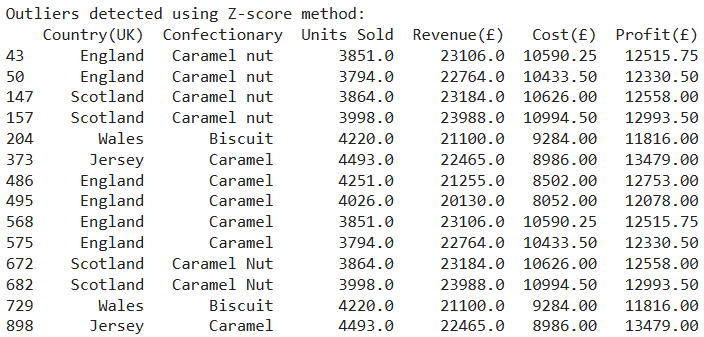 Outliers detected using Z-score method:
Country(UK) Confectionary Units Sold Revenue(£) Cost(£) Profit(£)
43 England Caramel nut 3851.0 23106.0 10590.25 12515.75
50 England Caramel nut 3794.0 22764.0 10433.50 12330.50
147 Scotland Caramel nut 3864.0 23184.0 10626.00 12558.00
157 Scotland Caramel nut 3998.0 23988.0 10994.50 12993.50
204 Wales Biscuit 4220.0 21100.0 9284.00 11816.00
373 Jersey Caramel 4493.0 22465.0 8986.00 13479.00
486 England Caramel 4251.0 21255.0 8502.00 12753.00
495 England Caramel 4026.0 20130.0 8052.00 12078.00
568 England Caramel 3851.0 23106.0 10590.25 12515.75
575 England Caramel 3794.0 22764.0 10433.50 12330.50
672 Scotland Caramel Nut 3864.0 23184.0 10626.00 12558.00
682 Scotland Caramel Nut 3998.0 23988.0 10994.50 12993.50
729 Wales Biscuit 4220.0 21100.0 9284.00 11816.00
898 Jersey Caramel 4493.0 22465.0 8986.00 13479.00